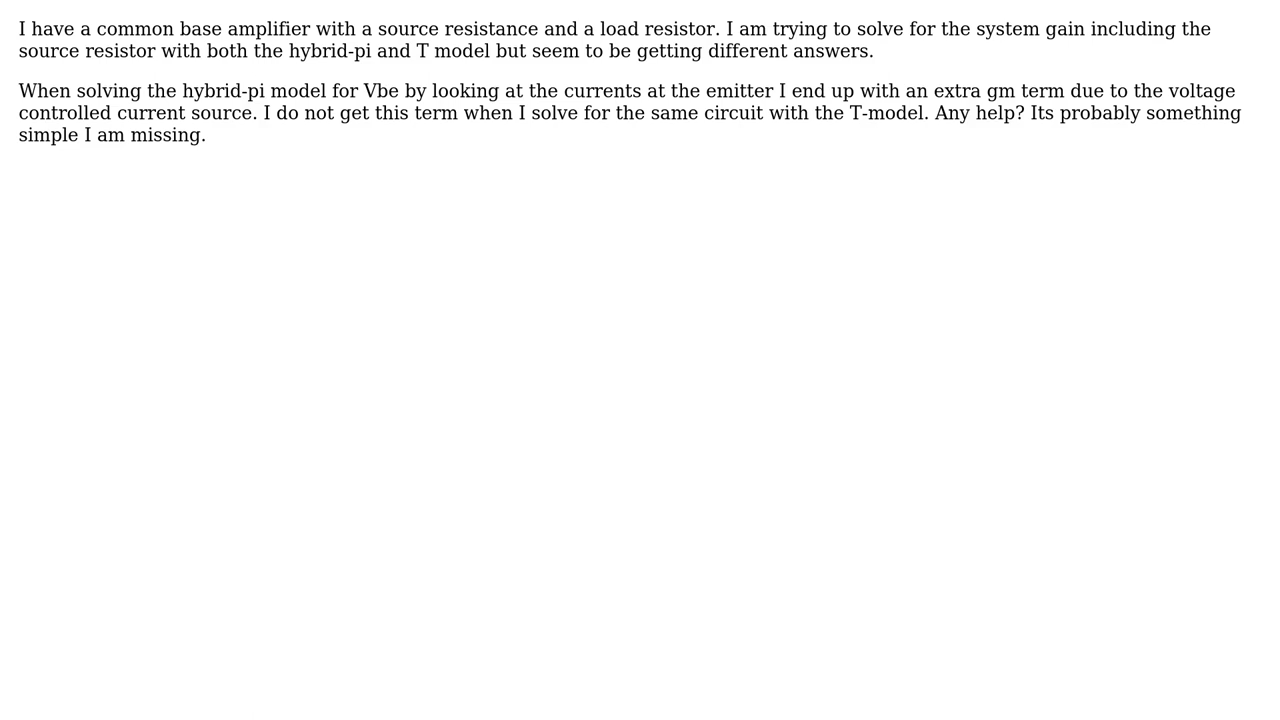 I have a common base amplifier with a source resistance and a load resistor. I am trying to solve for the system gain including the
source resistor with both the hybrid-pi and T model but seem to be getting different answers.
When solving the hybrid-pi model for Vbe by looking at the currents at the emitter I end up with an extra gm term due to the voltage
controlled current source. I do not get this term when I solve for the same circuit with the T-model. Any help? Its probably something
simple I am missing.